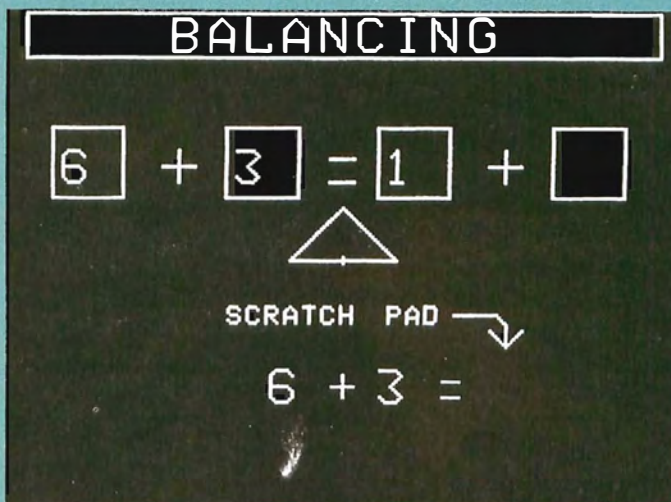 BALANCING
6 + 3 = 1 +
SCRATCH PAD
6 + 3 =